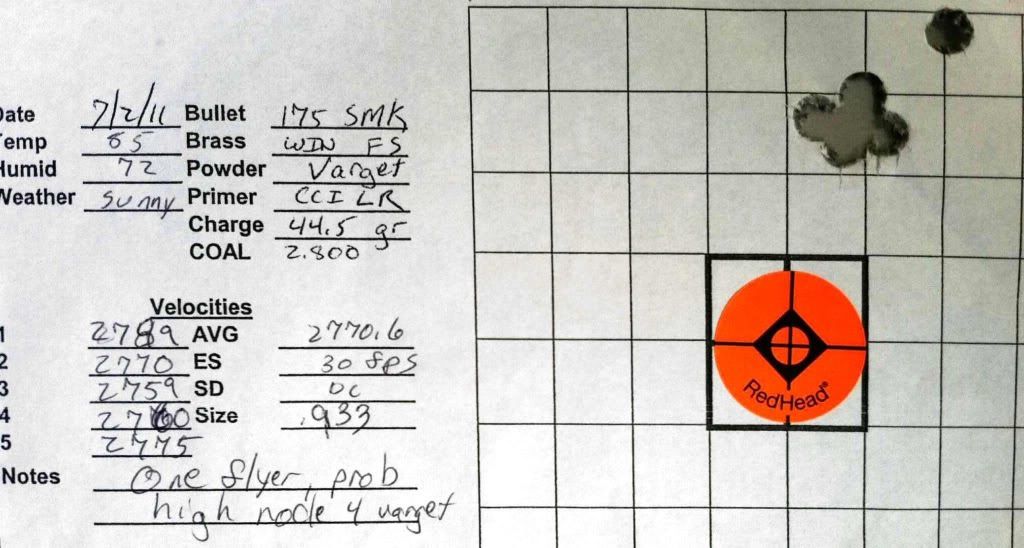 Date 7/2/11 Bullet 175 SMK
Temp 85 Brass WIN FS
Humid 72 Powder Varget
Weather Sunny Primer CCI LR
Charge 44.5 gr
COAL 2.800
Velocities
1 2789 AVG 2770.6
2 2770 ES 30 fps
3 2759 SD
4 2760 Size .933
5 2775
Notes One flyer, prob
high node 4 varget
RedHead®